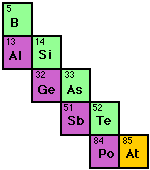 5
B
13 14
Al Si
32 33
Ge As
51 52
Sb Te
84 85
Po At